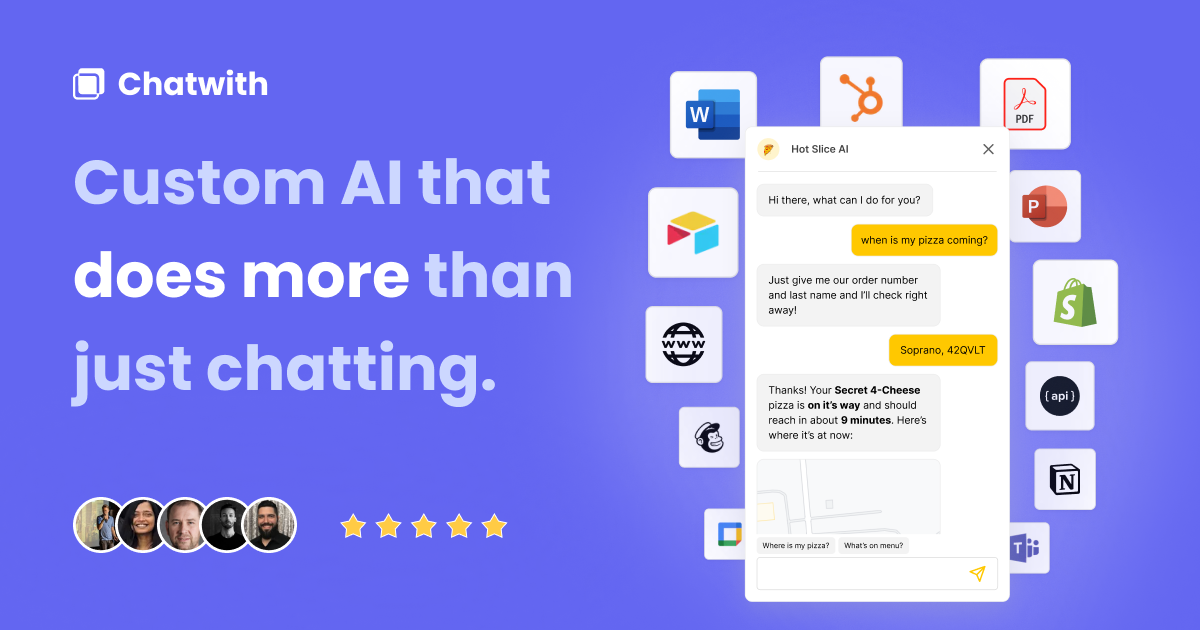 Chatwith
Custom AI that
does more than
just chatting.
W
PDF
Hot Slice AI
Hi there, what can I do for you?
when is my pizza coming?
Just give me our order number
and last name and I'll check right
away!
Soprano, 42QVLT
Thanks! Your Secret 4-Cheese
pizza is on it's way and should
reach in about 9 minutes. Here's
where it's at now:
Where is my pizza?
What's on menu?
P
S
www
{api}
N
T